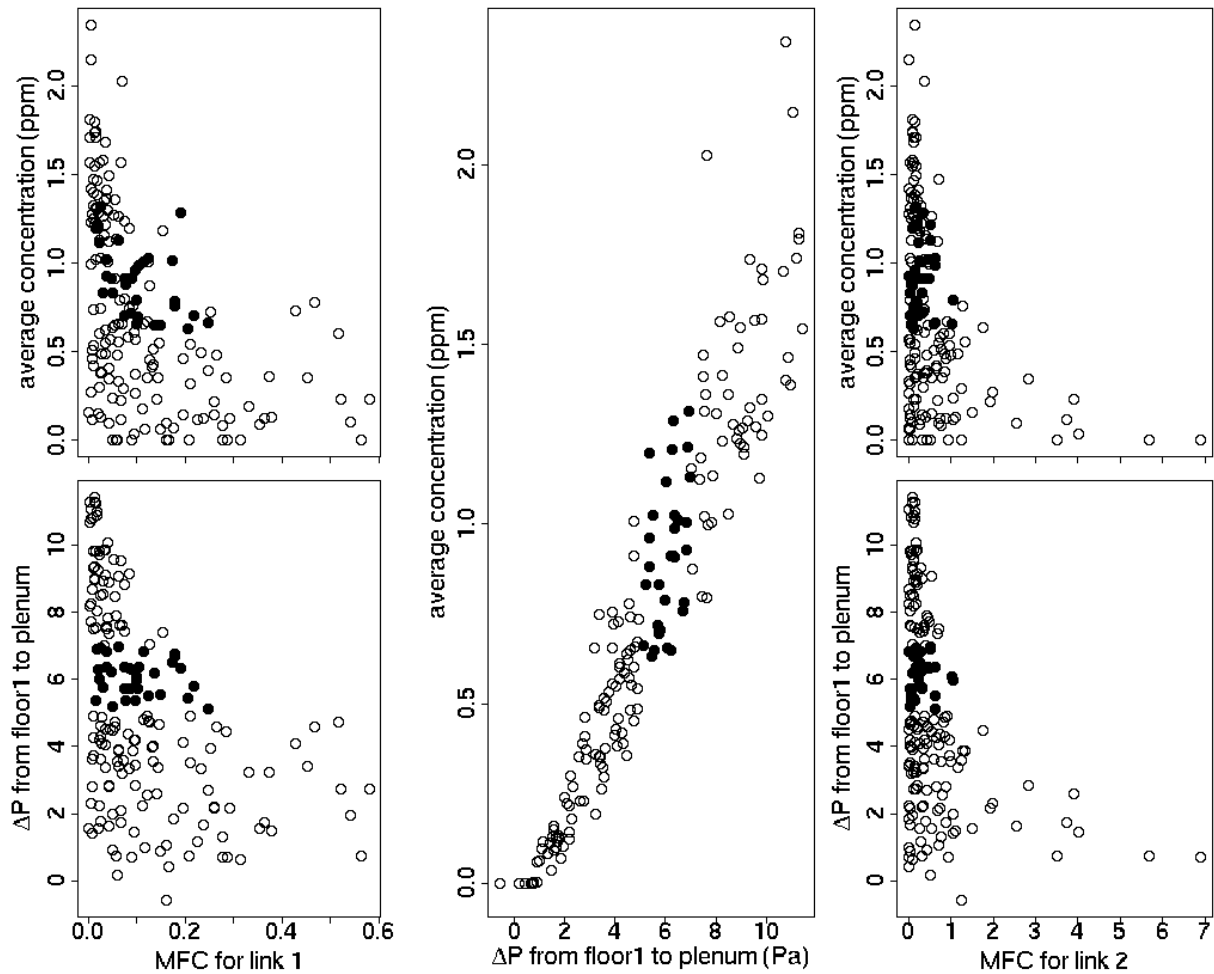 average concentration (ppm)
0.0 0.5 1.0 1.5 2.0
ΔP from floor1 to plenum
0 2 4 6 8 10
0.0 0.2 0.4 0.6
MFC for link 1
average concentration (ppm)
0.0 0.5 1.0 1.5 2.0
0 2 4 6 8 10
ΔP from floor1 to plenum (Pa)
average concentration (ppm)
0.0 0.5 1.0 1.5 2.0
ΔP from floor1 to plenum
0 2 4 6 8 10
0 1 2 3 4 5 6 7
MFC for link 2